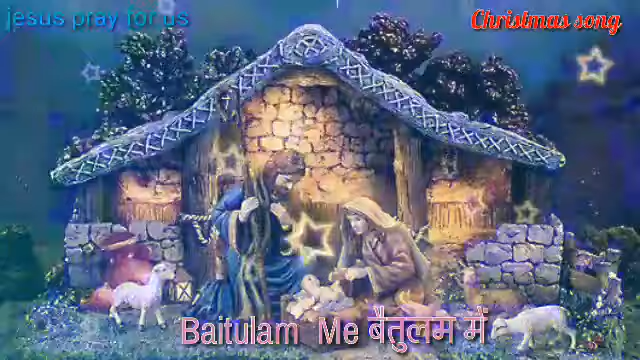 jesus pray for us
Christmas song
Baitulam Me बैतुलम में